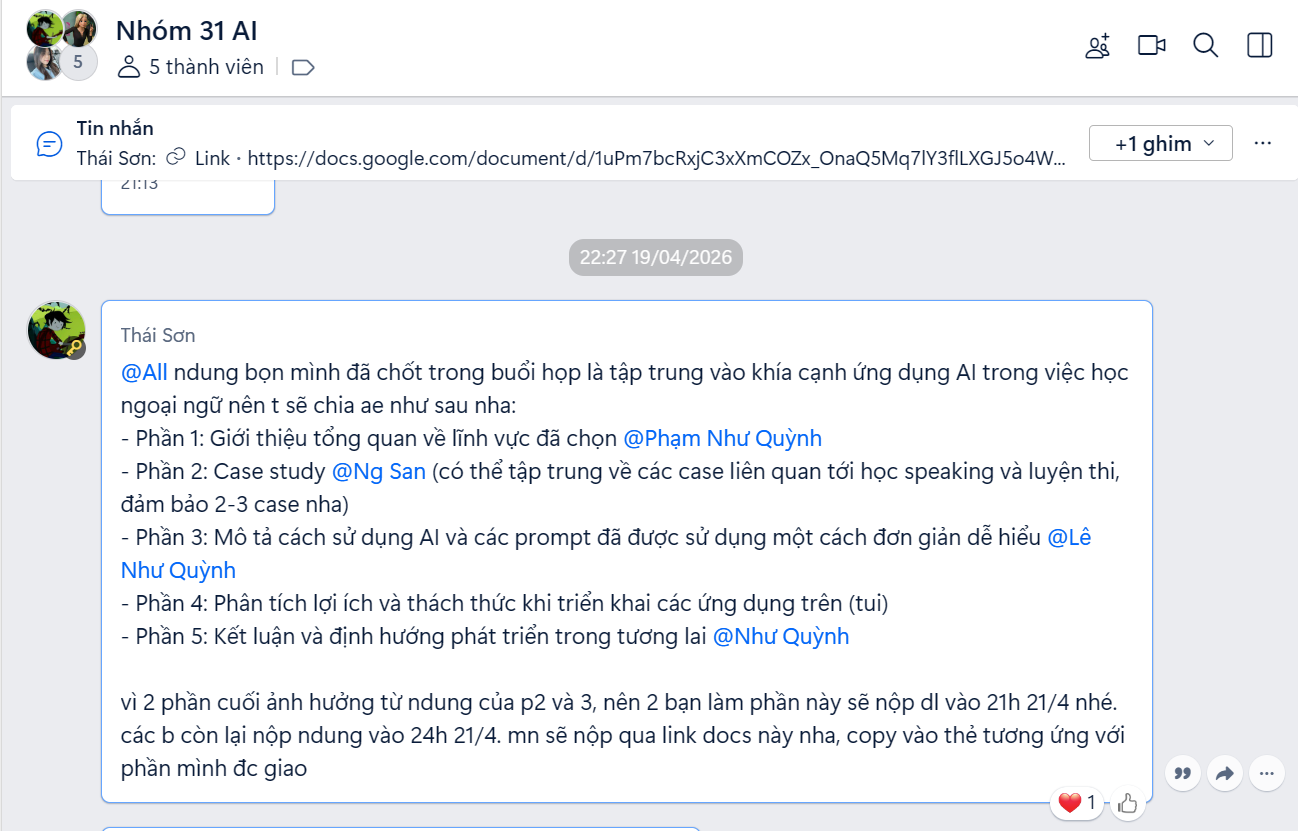 Nhóm 31 AI
5
5 thành viên
Tin nhắn
Thái Sơn: Link · https://docs.google.com/document/d/1uPm7bcRxjC3xXmCOZx_OnaQ5Mq7lY3flLXGJ5o4W...
+1 ghim
21:13
22:27 19/04/2026
Thái Sơn
@All ndung bọn mình đã chốt trong buổi họp là tập trung vào khía cạnh ứng dụng AI trong việc học
ngoại ngữ nên t sẽ chia ae như sau nha:
- Phần 1: Giới thiệu tổng quan về lĩnh vực đã chọn @Phạm Như Quỳnh
- Phần 2: Case study @Ng San (có thể tập trung về các case liên quan tới học speaking và luyện thi,
đảm bảo 2-3 case nha)
- Phần 3: Mô tả cách sử dụng AI và các prompt đã được sử dụng một cách đơn giản dễ hiểu @Lê
Như Quỳnh
- Phần 4: Phân tích lợi ích và thách thức khi triển khai các ứng dụng trên (tui)
- Phần 5: Kết luận và định hướng phát triển trong tương lai @Như Quỳnh
vì 2 phần cuối ảnh hưởng từ ndung của p2 và 3, nên 2 bạn làm phần này sẽ nộp dl vào 21h 21/4 nhé.
các b còn lại nộp ndung vào 24h 21/4. mn sẽ nộp qua link docs này nha, copy vào thẻ tương ứng với
phần mình đc giao
1